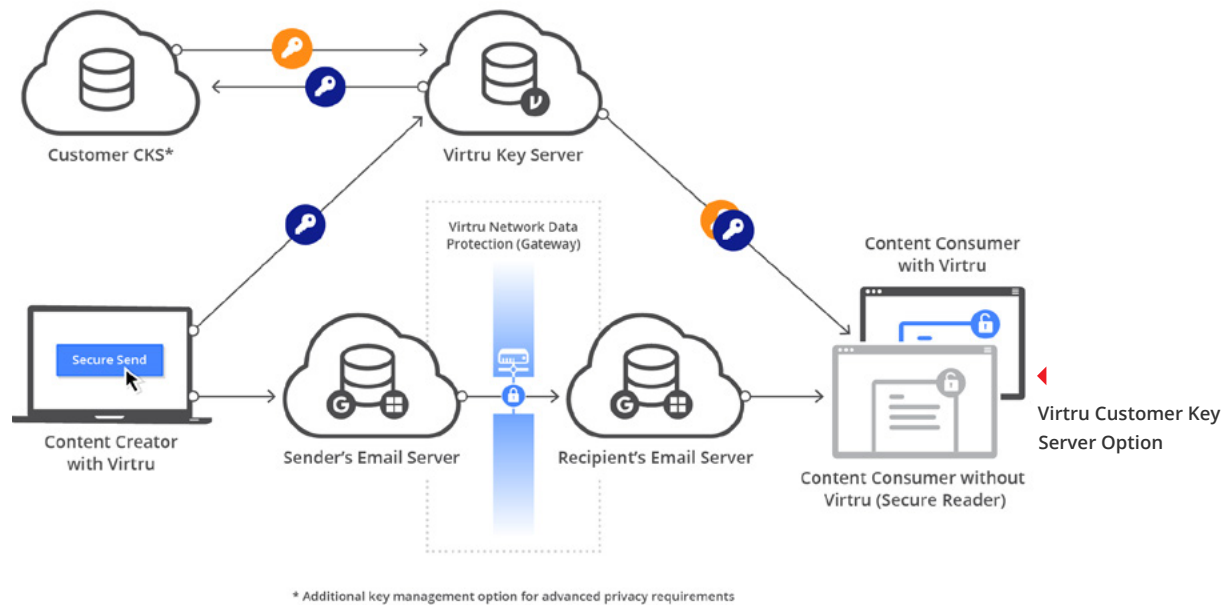 Customer CKS*
Virtru Key Server
Virtru Network Data
Protection (Gateway)
Content Consumer
with Virtru
Secure Send
Virtru Customer Key
Server Option
Content Creator
with Virtru
G
Sender's Email Server
G
Recipient's Email Server
Content Consumer without
Virtru (Secure Reader)
* Additional key management option for advanced privacy requirements